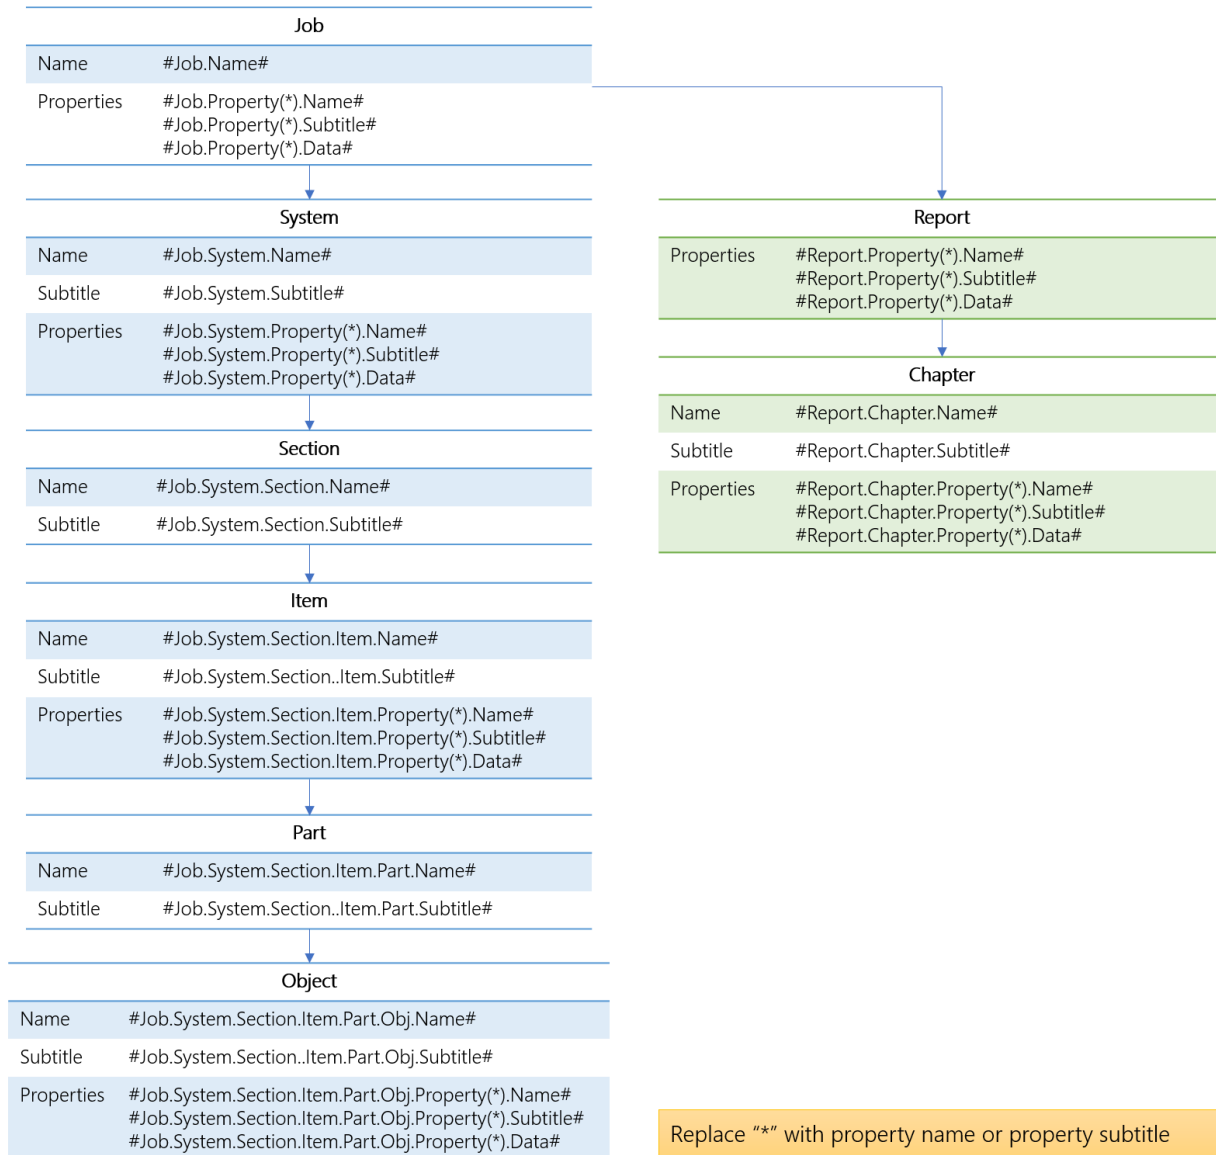 Job
Name #Job.Name#
Properties #Job.Property(*).Name#
#Job.Property(*).Subtitle#
#Job.Property(*).Data#
System
Name #Job.System.Name#
Subtitle #Job.System.Subtitle#
Properties #Job.System.Property(*).Name#
#Job.System.Property(*).Subtitle#
#Job.System.Property(*).Data#
Section
Name #Job.System.Section.Name#
Subtitle #Job.System.Section.Subtitle#
Item
Name #Job.System.Section.Item.Name#
Subtitle #Job.System.Section..Item.Subtitle#
Properties #Job.System.Section.Item.Property(*).Name#
#Job.System.Section.Item.Property(*).Subtitle#
#Job.System.Section.Item.Property(*).Data#
Part
Name #Job.System.Section.Item.Part.Name#
Subtitle #Job.System.Section..Item.Part.Subtitle#
Object
Name #Job.System.Section.Item.Part.Obj.Name#
Subtitle #Job.System.Section..Item.Part.Obj.Subtitle#
Properties #Job.System.Section.Item.Part.Obj.Property(*).Name#
#Job.System.Section.Item.Part.Obj.Property(*).Subtitle#
#Job.System.Section.Item.Part.Obj.Property(*).Data#
Report
Properties #Report.Property(*).Name#
#Report.Property(*).Subtitle#
#Report.Property(*).Data#
Chapter
Name #Report.Chapter.Name#
Subtitle #Report.Chapter.Subtitle#
Properties #Report.Chapter.Property(*).Name#
#Report.Chapter.Property(*).Subtitle#
#Report.Chapter.Property(*).Data#
Replace “*” with property name or property subtitle